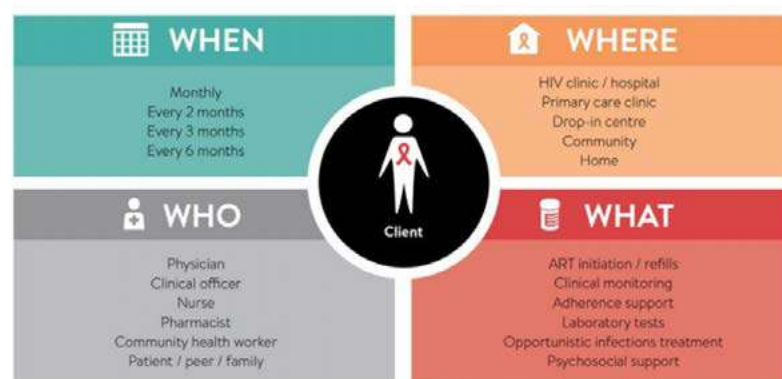 WHEN
Monthly
Every 2 months
Every 3 months
Every 6 months
WHERE
HIV clinic / hospital
Primary care clinic
Drop-in centre
Community
Home
Client
WHO
Physician
Clinical officer
Nurse
Pharmacist
Community health worker
Patient / peer / family
WHAT
ART initiation / refills
Clinical monitoring
Adherence support
Laboratory tests
Opportunistic infections treatment
Psychosocial support